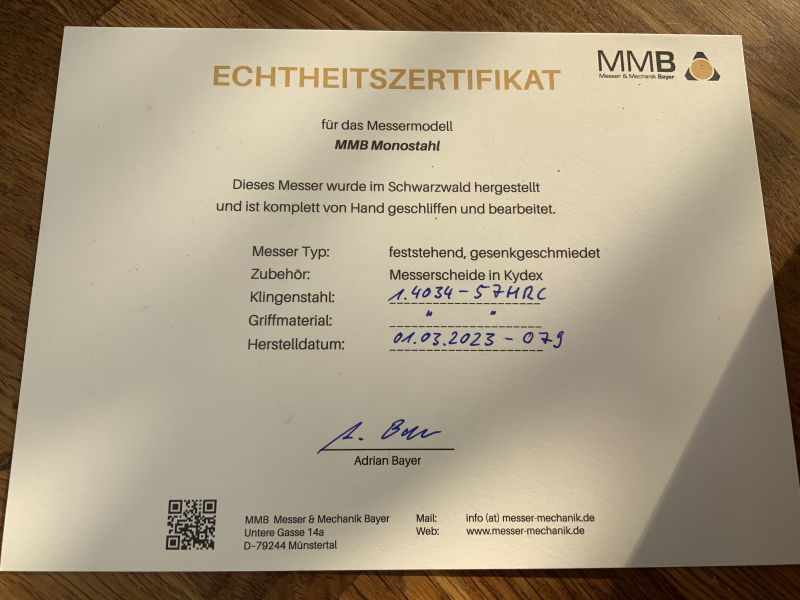 MMB
Messer & Mechanik Bayer
ECHTHEITSZERTIFIKAT
für das Messermodell
MMB Monostahl
Dieses Messer wurde im Schwarzwald hergestellt
und ist komplett von Hand geschliffen und bearbeitet.
Messer Typ: feststehend, gesenkgeschmiedet
Zubehör: Messerscheide in Kydex
Klingenstahl: 1.4034 - 57HRC
Griffmaterial: " "
Herstelldatum: 01.03.2023 - 079
A. Bayer
Adrian Bayer
MMB Messer & Mechanik Bayer Mail: info (at) messer-mechanik.de
Untere Gasse 14a Web: www.messer-mechanik.de
D-79244 Münstertal